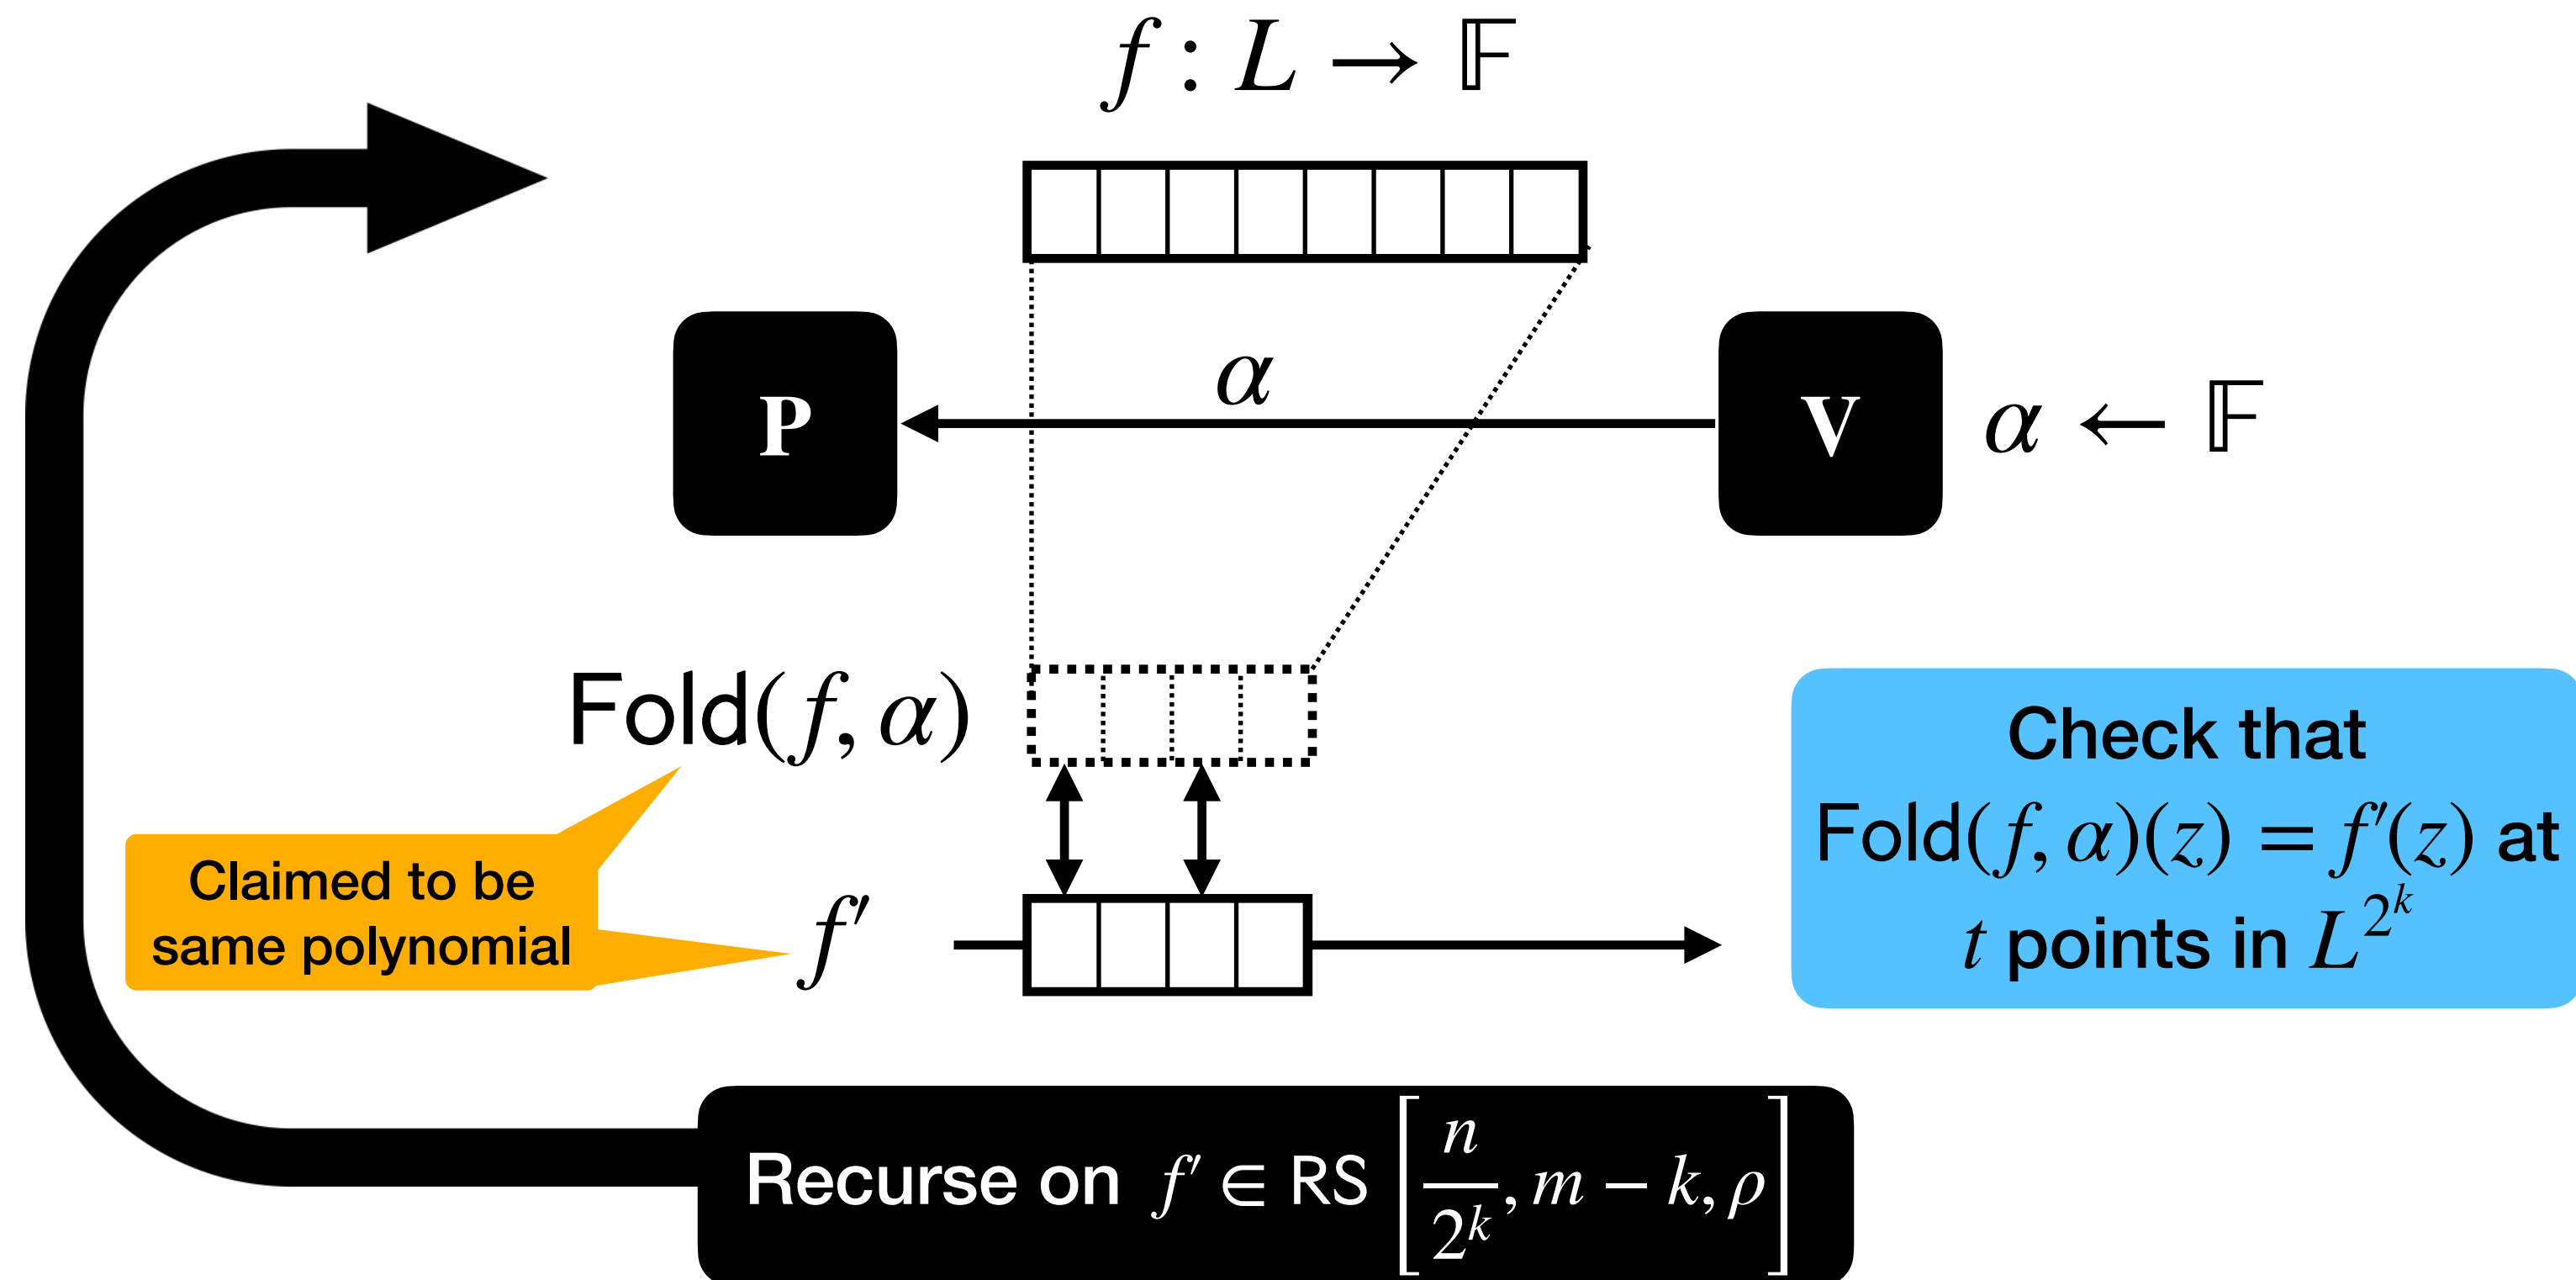 f : L → 𝔽
α
P
V
α ← 𝔽
Fold(f, α)
Check that
Fold(f, α)(z) = f′(z) at
t points in L^{2^k}
Claimed to be
same polynomial
f′
Recurse on f′ ∈ RS [n/2^k, m − k, ρ]